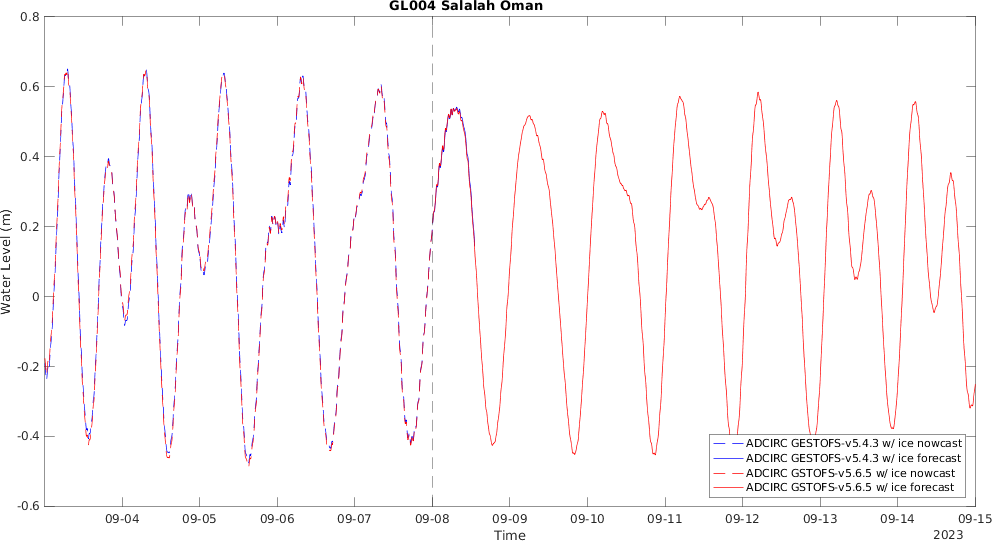 GL004 Salalah Oman
0.8
0.6
0.4
0.2
0
-0.2
-0.4
-0.6
Water Level (m)
ADCIRC GESTOFS-v5.4.3 w/ ice nowcast
ADCIRC GESTOFS-v5.4.3 w/ ice forecast
ADCIRC GSTOFS-v5.6.5 w/ ice nowcast
ADCIRC GSTOFS-v5.6.5 w/ ice forecast
09-04 09-05 09-06 09-07 09-08 09-09 09-10 09-11 09-12 09-13 09-14 09-15
Time
2023